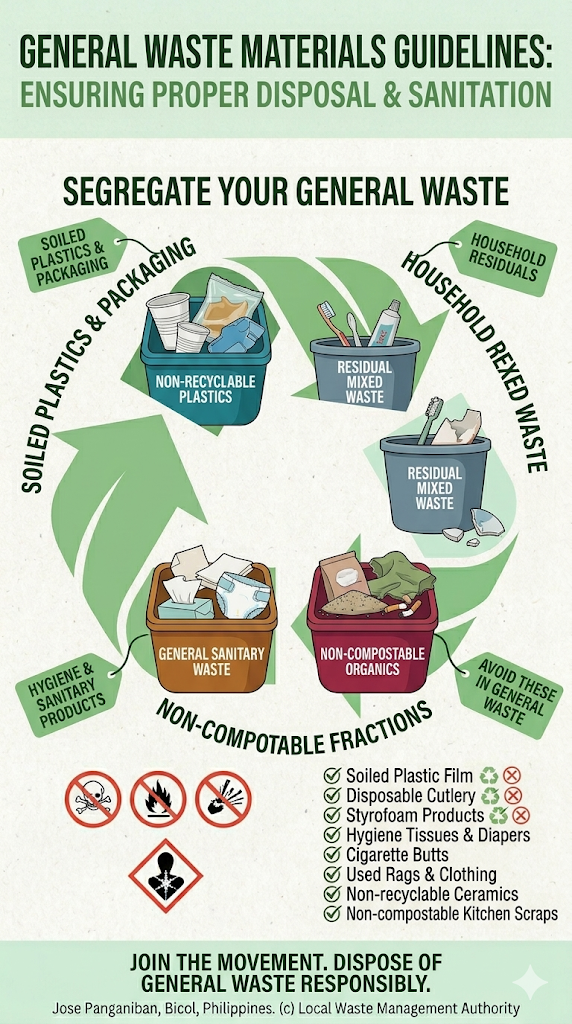 GENERAL WASTE MATERIALS GUIDELINES:
ENSURING PROPER DISPOSAL & SANITATION
SEGREGATE YOUR GENERAL WASTE
SOILED
PLASTICS &
PACKAGING
SOILED PLASTICS & PACKAGING
HOUSEHOLD
RESIDUALS
HOUSEHOLD REXED WASTE
NON-RECYCLABLE
PLASTICS
RESIDUAL
MIXED
WASTE
RESIDUAL
MIXED
WASTE
GENERAL SANITARY
WASTE
NON-COMPOSTABLE
ORGANICS
HYGIENE &
SANITARY
PRODUCTS
AVOID THESE
IN GENERAL
WASTE
NON-COMPOTABLE FRACTIONS
Soiled Plastic Film
Disposable Cutlery
Styrofoam Products
Hygiene Tissues & Diapers
Cigarette Butts
Used Rags & Clothing
Non-recyclable Ceramics
Non-compostable Kitchen Scraps
JOIN THE MOVEMENT. DISPOSE OF
GENERAL WASTE RESPONSIBLY.
Jose Panganiban, Bicol, Philippines. (c) Local Waste Management Authority